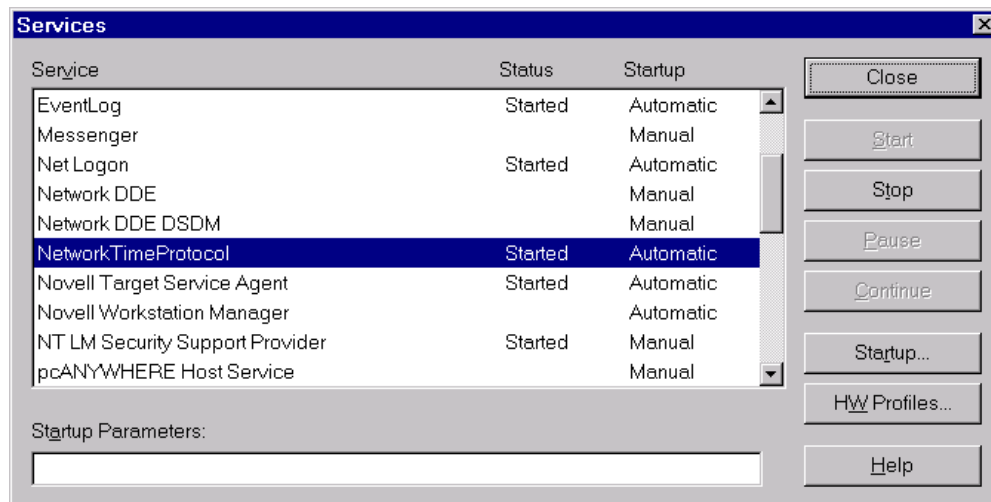 Services
Service Status Startup
EventLog Started Automatic
Messenger Manual
Net Logon Started Automatic
Network DDE Manual
Network DDE DSDM Manual
NetworkTimeProtocol Started Automatic
Novell Target Service Agent Started Automatic
Novell Workstation Manager Automatic
NT LM Security Support Provider Started Manual
pcANYWHERE Host Service Manual
Startup Parameters:
Close
Start
Stop
Pause
Continue
Startup...
HW Profiles...
Help